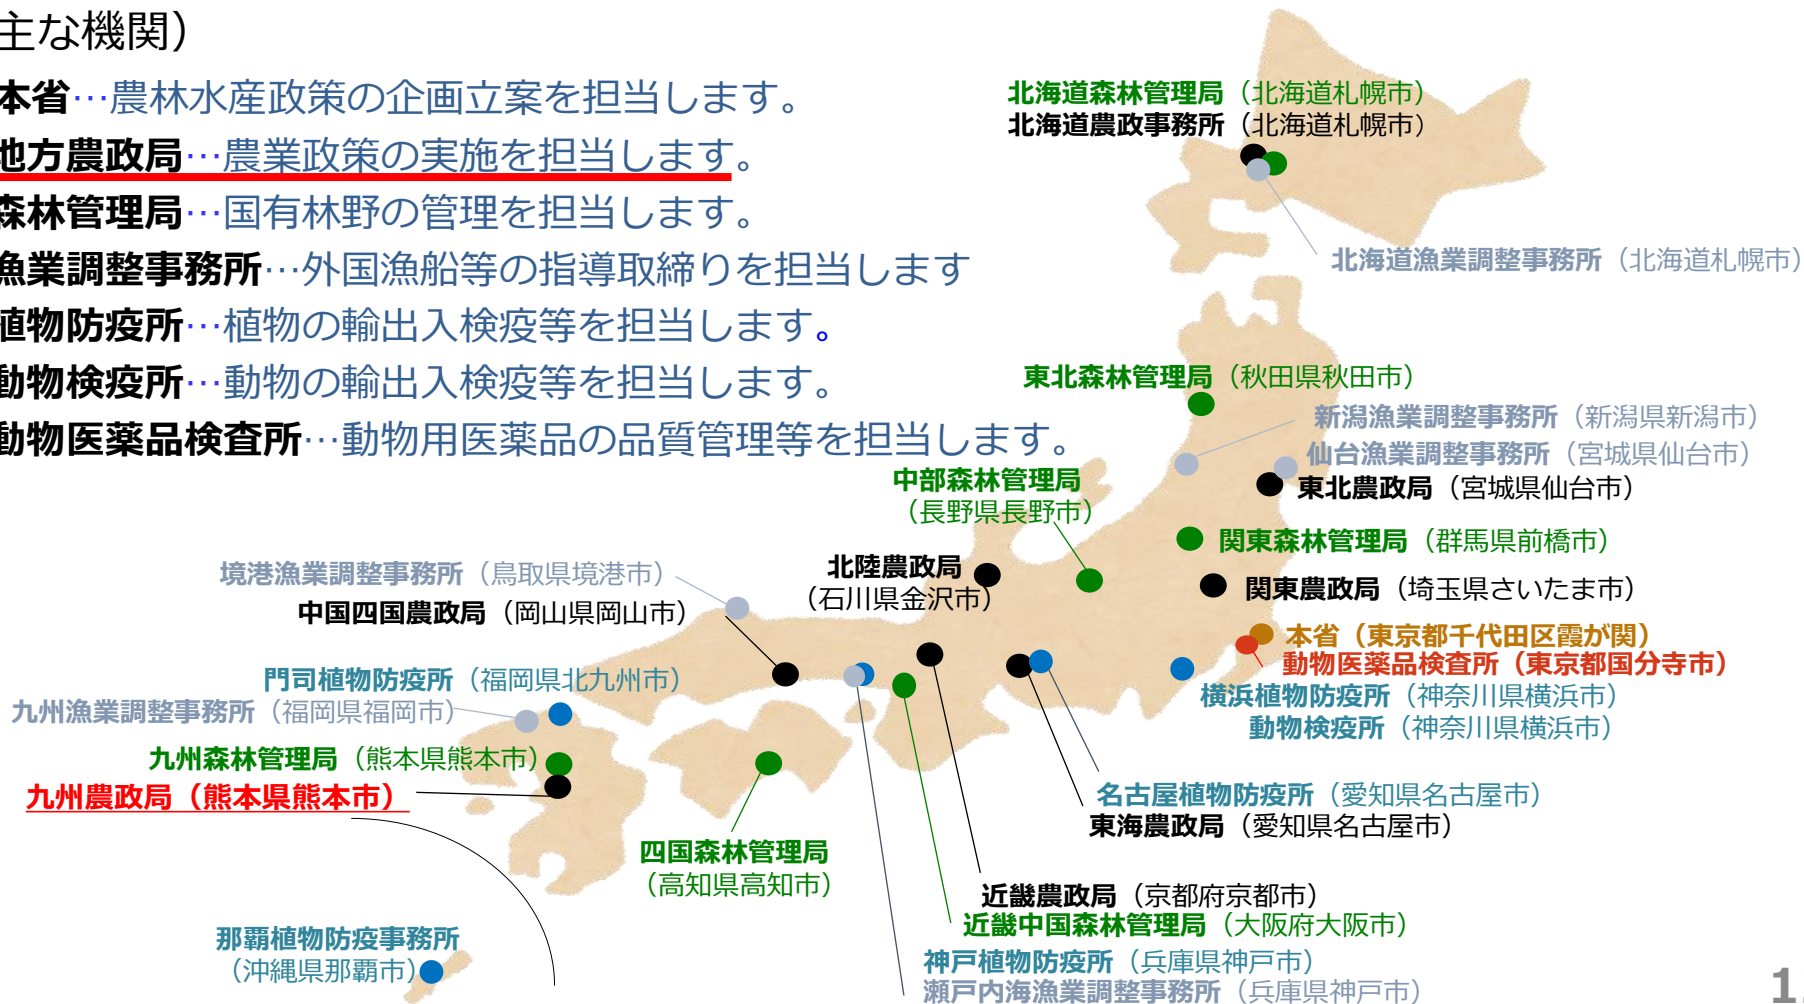 主な機関）
本省…農林水産政策の企画立案を担当します。
地方農政局…農業政策の実施を担当します。
森林管理局…国有林野の管理を担当します。
漁業調整事務所…外国漁船等の指導取締りを担当します
植物防疫所…植物の輸出入検疫等を担当します。
動物検疫所…動物の輸出入検疫等を担当します。
動物医薬品検査所…動物用医薬品の品質管理等を担当します。
北海道森林管理局（北海道札幌市）
北海道農政事務所（北海道札幌市）
北海道漁業調整事務所（北海道札幌市）
東北森林管理局（秋田県秋田市）
新潟漁業調整事務所（新潟県新潟市）
仙台漁業調整事務所（宮城県仙台市）
東北農政局（宮城県仙台市）
中部森林管理局
（長野県長野市）
関東森林管理局（群馬県前橋市）
北陸農政局
（石川県金沢市）
関東農政局（埼玉県さいたま市）
境港漁業調整事務所（鳥取県境港市）
中国四国農政局（岡山県岡山市）
本省（東京都千代田区霞が関）
動物医薬品検査所（東京都国分寺市）
門司植物防疫所（福岡県北九州市）
九州漁業調整事務所（福岡県福岡市）
横浜植物防疫所（神奈川県横浜市）
動物検疫所（神奈川県横浜市）
九州森林管理局（熊本県熊本市）
九州農政局（熊本県熊本市）
名古屋植物防疫所（愛知県名古屋市）
東海農政局（愛知県名古屋市）
四国森林管理局
（高知県高知市）
近畿農政局（京都府京都市）
近畿中国森林管理局（大阪府大阪市）
那覇植物防疫事務所
（沖縄県那覇市）
神戸植物防疫所（兵庫県神戸市）
瀬戸内海漁業調整事務所（兵庫県神戸市）
1